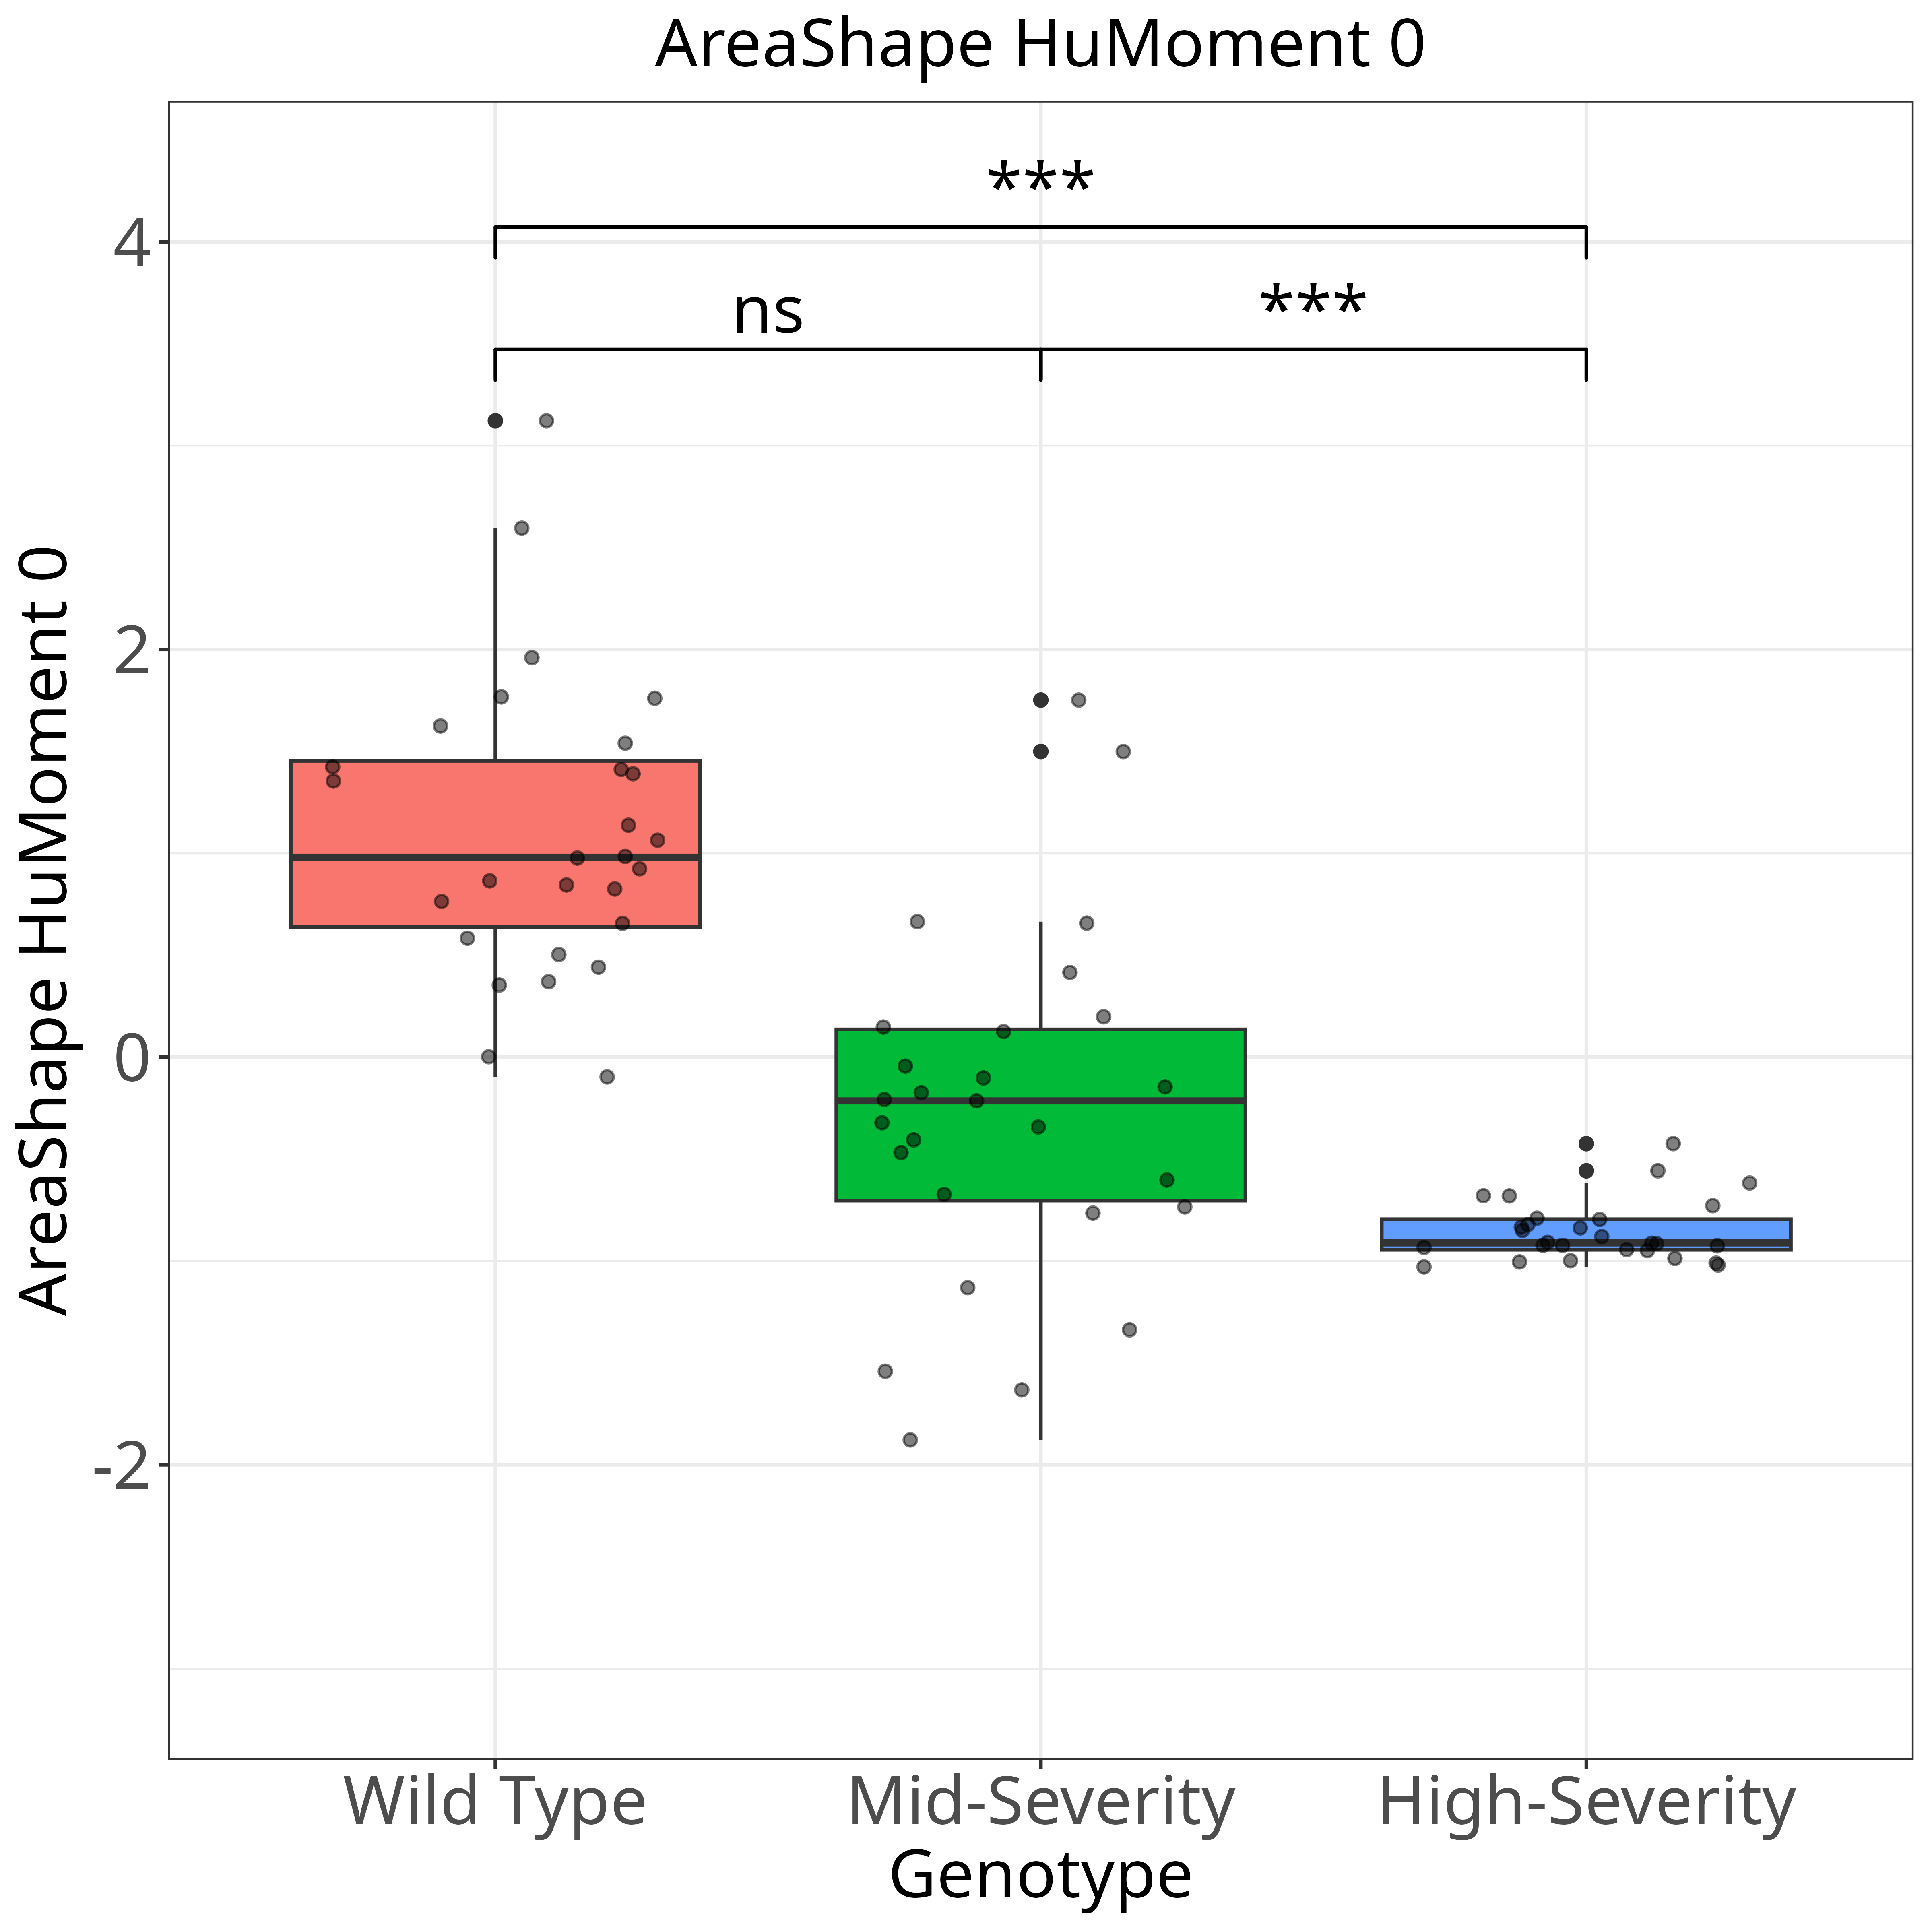 AreaShape HuMoment 0
***
ns
***
4
2
0
-2
AreaShape HuMoment 0
Wild Type
Mid-Severity
High-Severity
Genotype